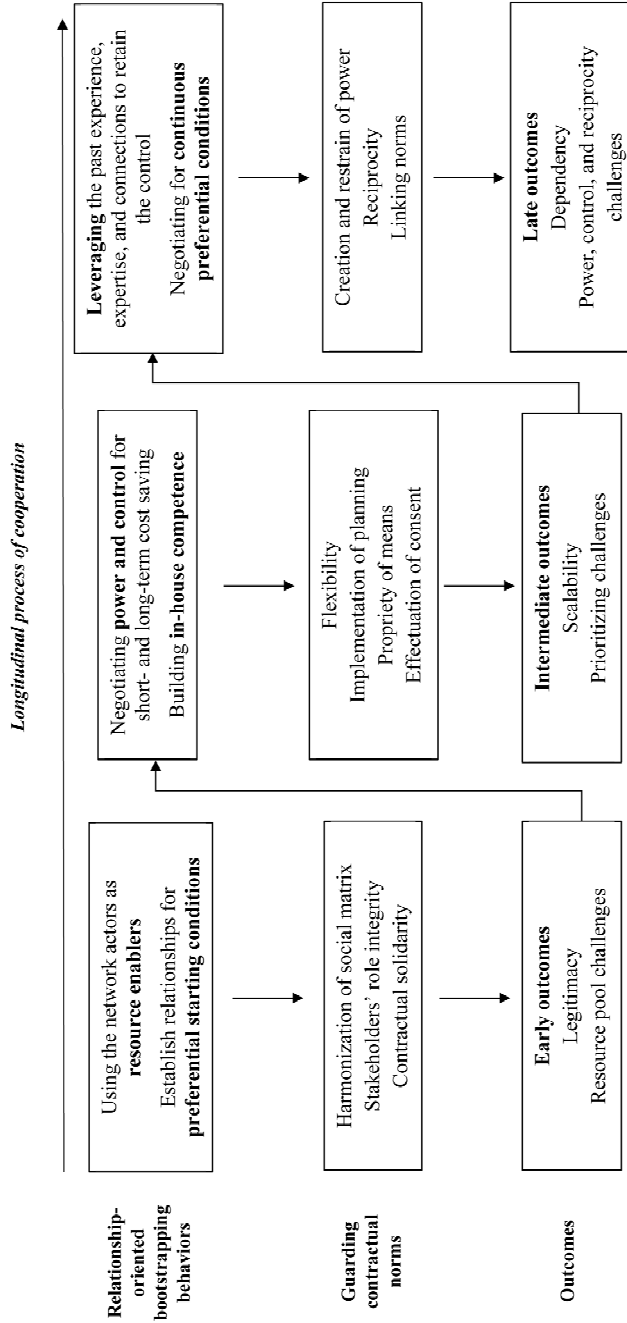 Longitudinal process of cooperation
Relationship-
oriented
bootstrapping
behaviors
Using the network actors as
resource enablers
Establish relationships for
preferential starting conditions
Negotiating power and control for
short- and long-term cost saving
Building in-house competence
Leveraging the past experience,
expertise, and connections to retain
the control
Negotiating for continuous
preferential conditions
Guarding
contractual
norms
Harmonization of social matrix
Stakeholders' role integrity
Contractual solidarity
Flexibility
Implementation of planning
Propriety of means
Effectuation of consent
Creation and restrain of power
Reciprocity
Linking norms
Outcomes
Early outcomes
Legitimacy
Resource pool challenges
Intermediate outcomes
Scalability
Prioritizing challenges
Late outcomes
Dependency
Power, control, and reciprocity
challenges